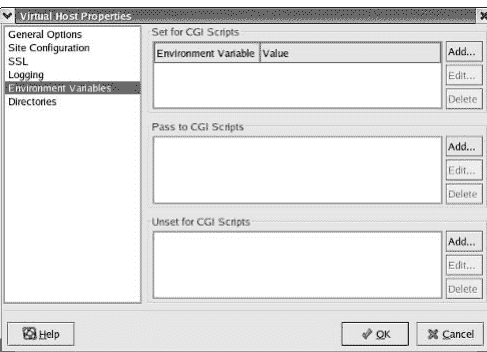 Virtual Host Properties
General Options
Site Configuration
SSL
Logging
Environment Variables
Directories
Set for CGI Scripts
Environment Variable Value
Add...
Edit...
Delete
Pass to CGI Scripts
Add...
Edit...
Delete
Unset for CGI Scripts
Add...
Edit...
Delete
Help
OK
Cancel